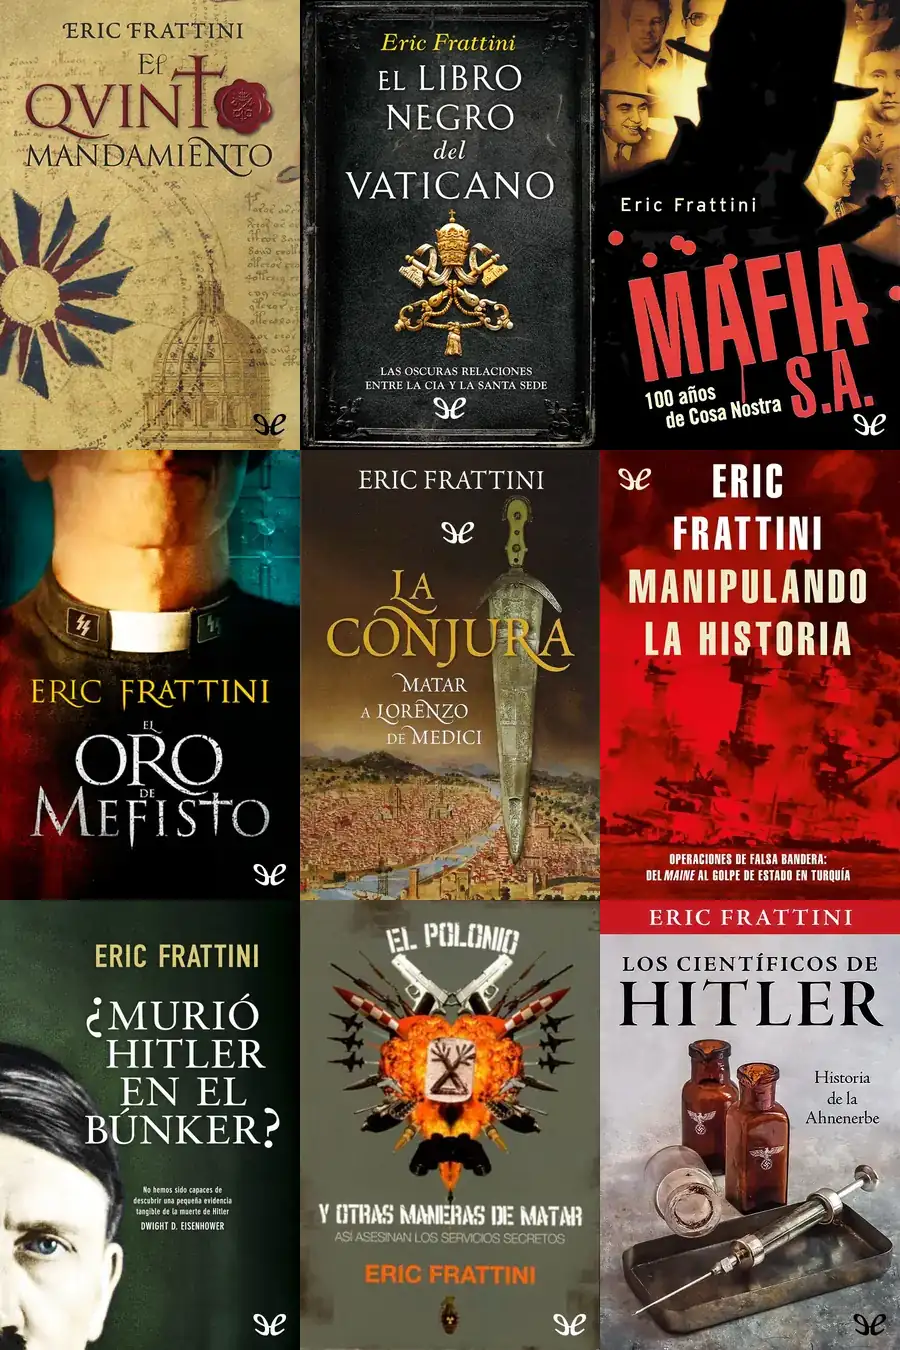 ERIC FRATTINI
El
QVINTO
MANDAMIENTO
Eric Frattini
EL LIBRO
NEGRO
del
VATICANO
LAS OSCURAS RELACIONES
ENTRE LA CIA Y LA SANTA SEDE
Eric Frattini
MAFIA
S.A.
100 años
de Cosa Nostra
ERIC FRATTINI
EL
ORO
DE
MEFISTO
ERIC FRATTINI
LA
CONJURA
MATAR
A LORENZO
DE MEDICI
ERIC
FRATTINI
MANIPULANDO
LA HISTORIA
OPERACIONES DE FALSA BANDERA:
DEL MAINE AL GOLPE DE ESTADO EN TURQUÍA
ERIC FRATTINI
¿MURIÓ
HITLER
EN EL
BÚNKER?
No hemos sido capaces de
descubrir una pequeña evidencia
tangible de la muerte de Hitler
DWIGHT D. EISENHOWER
EL POLONIO
Y OTRAS MANERAS DE MATAR
ASÍ ASESINAN LOS SERVICIOS SECRETOS
ERIC FRATTINI
ERIC FRATTINI
LOS CIENTÍFICOS DE
HITLER
Historia
de la
Ahnenerbe